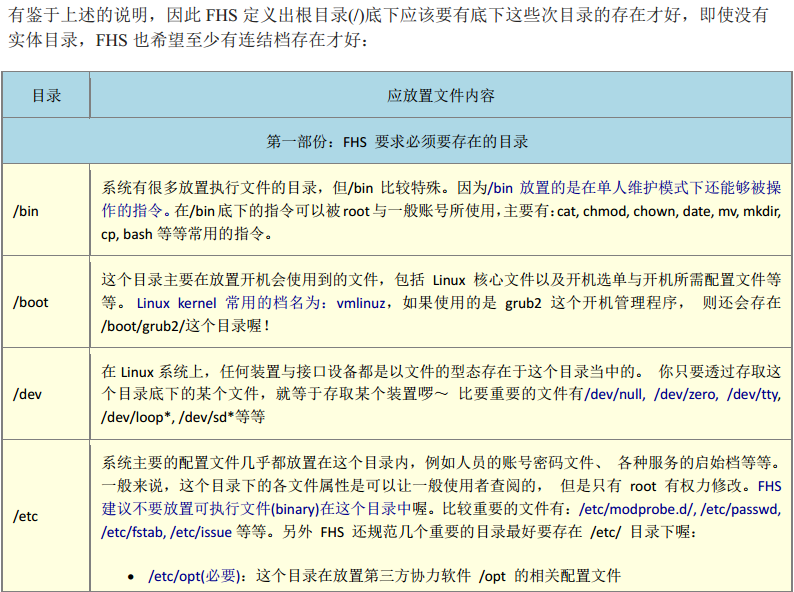 有鉴于上述的说明，因此 FHS 定义出根目录(/)底下应该要有底下这些次目录的存在才好，即使没有
实体目录，FHS 也希望至少有连结档存在才好：
目录
应放置文件内容
第一部份：FHS 要求必须要存在的目录
/bin
系统有很多放置执行文件的目录，但/bin 比较特殊。因为/bin 放置的是在单人维护模式下还能够被操
作的指令。在/bin 底下的指令可以被 root 与一般账号所使用，主要有：cat, chmod, chown, date, mv, mkdir,
cp, bash 等等常用的指令。
/boot
这个目录主要在放置开机会使用到的文件，包括 Linux 核心文件以及开机选单与开机所需配置文件等
等。 Linux kernel 常用的档名为：vmlinuz，如果使用的是 grub2 这个开机管理程序， 则还会存在
/boot/grub2/这个目录喔！
/dev
在 Linux 系统上，任何装置与接口设备都是以文件的型态存在于这个目录当中的。 你只要透过存取这
个目录底下的某个文件，就等于存取某个装置啰～ 比要重要的文件有/dev/null, /dev/zero, /dev/tty,
/dev/loop*, /dev/sd*等等
/etc
系统主要的配置文件几乎都放置在这个目录内，例如人员的账号密码文件、 各种服务的启始档等等。
一般来说，这个目录下的各文件属性是可以让一般使用者查阅的， 但是只有 root 有权力修改。FHS
建议不要放置可执行文件(binary)在这个目录中喔。比较重要的文件有：/etc/modprobe.d/, /etc/passwd,
/etc/fstab, /etc/issue 等等。另外 FHS 还规范几个重要的目录最好要存在 /etc/ 目录下喔：
• /etc/opt(必要)：这个目录在放置第三方协力软件 /opt 的相关配置文件